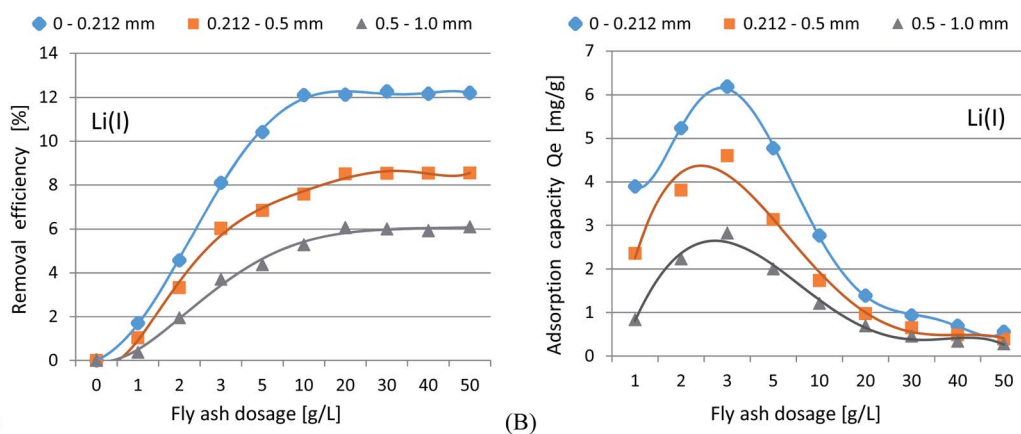 0 - 0.212 mm 0.212 - 0.5 mm 0.5 - 1.0 mm
14
12
10
8
6
4
2
0
Removal efficiency [%]
Li(I)
0 1 2 3 5 10 20 30 40 50
Fly ash dosage [g/L]
(B)
0 - 0.212 mm 0.212 - 0.5 mm 0.5 - 1.0 mm
7
6
5
4
3
2
1
0
Adsorption capacity Qe [mg/g]
Li(I)
1 2 3 5 10 20 30 40 50
Fly ash dosage [g/L]